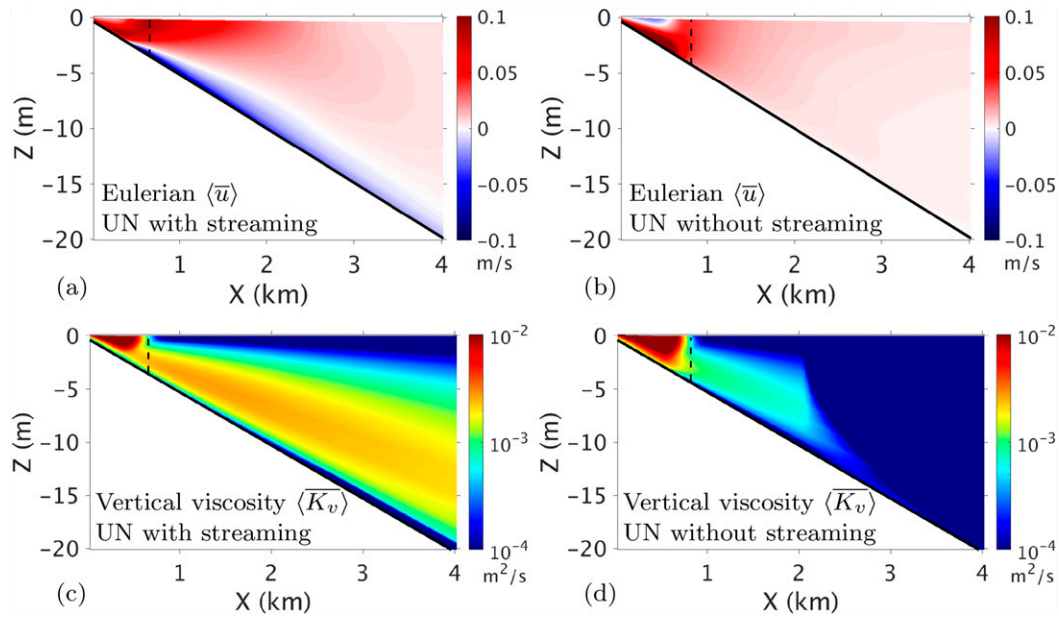 0
−5
−10
−15
−20
Z (m)
Eulerian ⟨u̅⟩
UN with streaming
0.1
0.05
0
−0.05
−0.1
m/s
1 2 3 4
X (km)
(a)
0
−5
−10
−15
−20
Z (m)
Eulerian ⟨u̅⟩
UN without streaming
0.1
0.05
0
−0.05
−0.1
m/s
1 2 3 4
X (km)
(b)
0
−5
−10
−15
−20
Z (m)
Vertical viscosity ⟨K̅ᵥ⟩
UN with streaming
10⁻²
10⁻³
10⁻⁴
m²/s
1 2 3 4
X (km)
(c)
0
−5
−10
−15
−20
Z (m)
Vertical viscosity ⟨K̅ᵥ⟩
UN without streaming
10⁻²
10⁻³
10⁻⁴
m²/s
1 2 3 4
X (km)
(d)